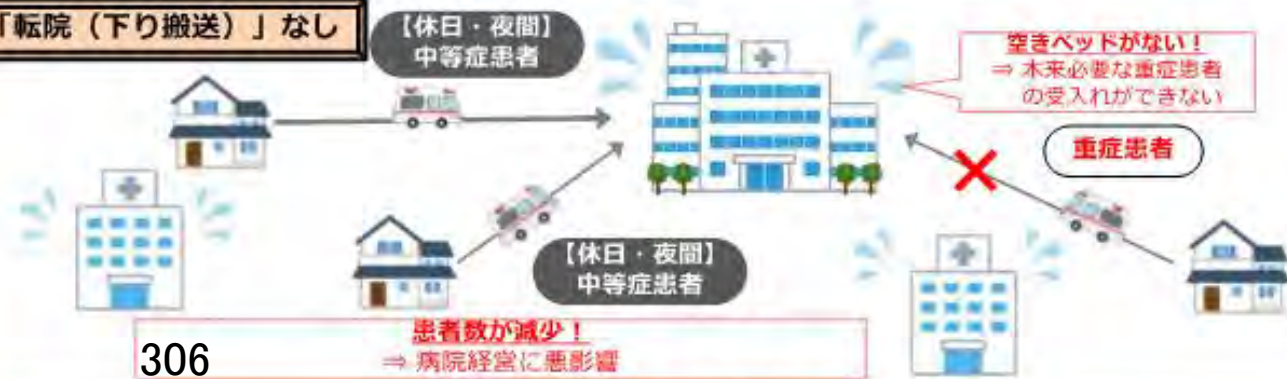 「転院（下り搬送）」なし
【休日・夜間】
中等症患者
空きベッドがない！
⇒ 本来必要な重症患者
の受入れができない
重症患者
【休日・夜間】
中等症患者
患者数が減少！
⇒ 病院経営に悪影響
306